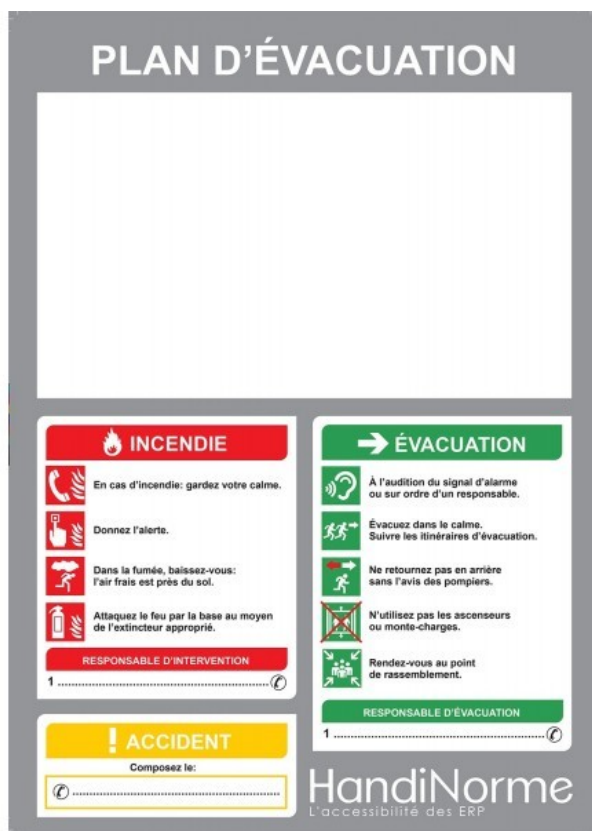 PLAN D’ÉVACUATION
INCENDIE
En cas d’incendie: gardez votre calme.
Donnez l’alerte.
Dans la fumée, baissez-vous:
l’air frais est près du sol.
Attaquez le feu par la base au moyen
de l’extincteur approprié.
RESPONSABLE D’INTERVENTION
1 ......................................................
! ACCIDENT
Composez le:
......................................................
ÉVACUATION
À l’audition du signal d’alarme
ou sur ordre d’un responsable.
Évacuez dans le calme.
Suivre les itinéraires d’évacuation.
Ne retournez pas en arrière
sans l’avis des pompiers.
N’utilisez pas les ascenseurs
ou monte-charges.
Rendez-vous au point
de rassemblement.
RESPONSABLE D’ÉVACUATION
1 ......................................................
HandiNorme
L’accessibilité des ERP